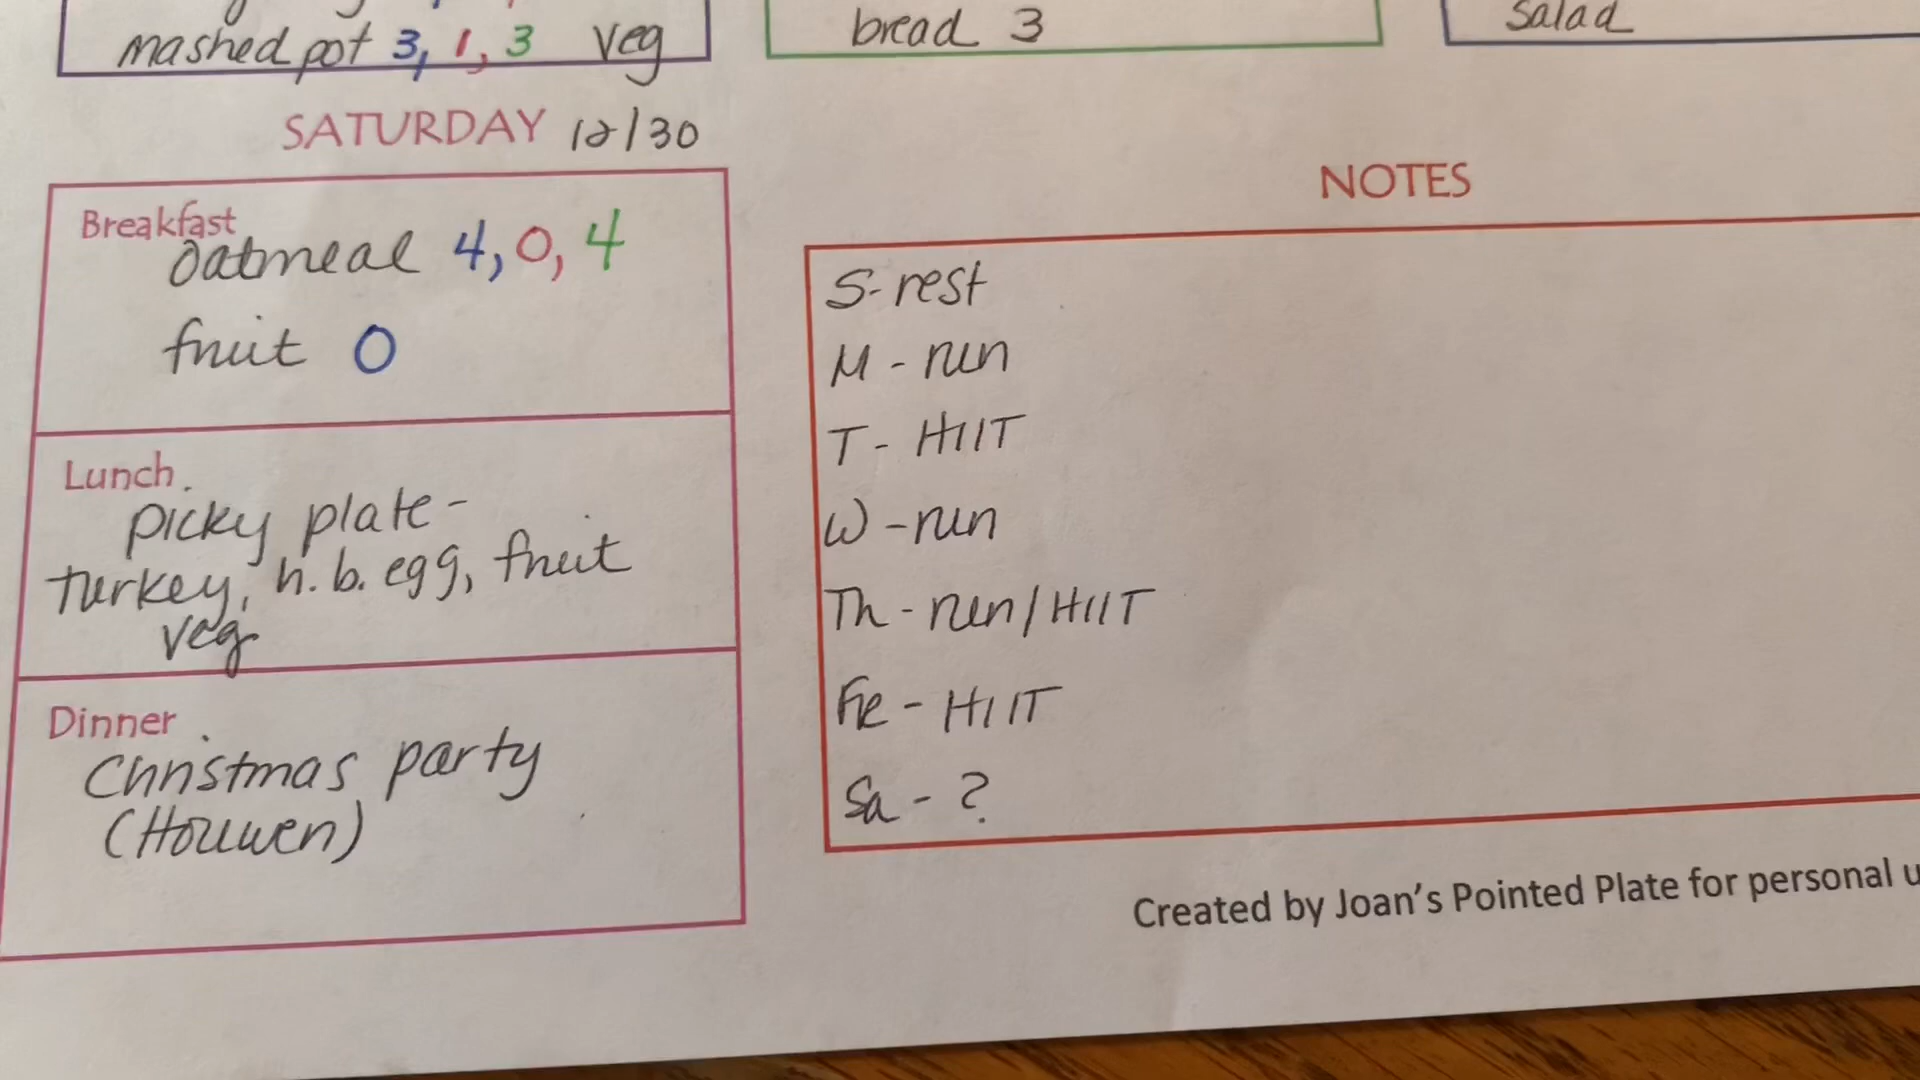 mashed pot 3, 1, 3 veg
bread 3
salad
SATURDAY 12/30
Breakfast
oatmeal 4, 0, 4
fruit 0
Lunch
picky plate -
turkey, h.b. egg, fruit
veg
Dinner
Christmas party
(Houwen)
NOTES
S- rest
M - run
T - HIIT
W - run
Th - run/HIIT
Fr - HIIT
Sa - ?
Created by Joan's Pointed Plate for personal u